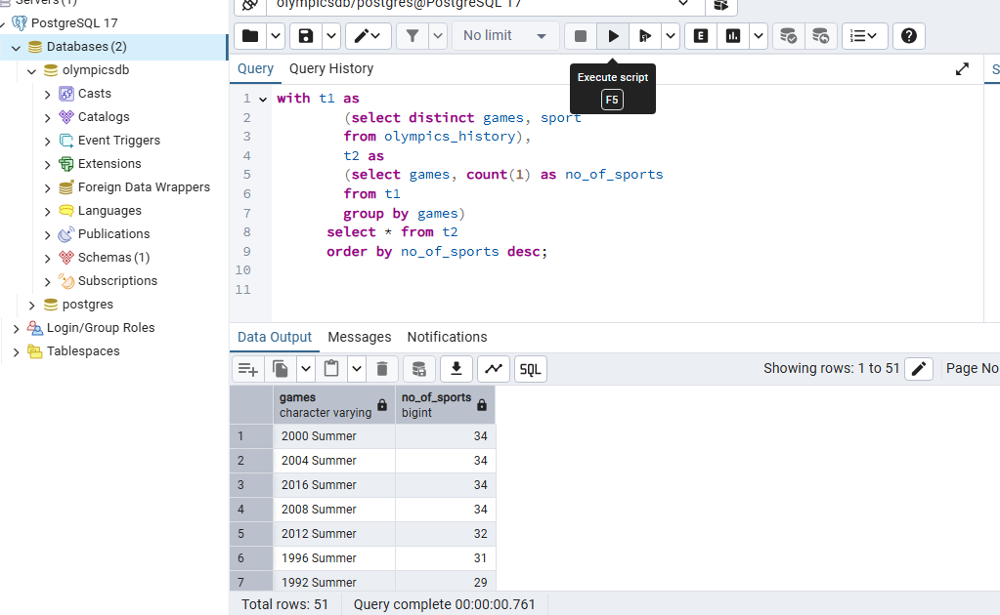 Servers (1)
PostgreSQL 17
Databases (2)
olympicsdb
Casts
Catalogs
Event Triggers
Extensions
Foreign Data Wrappers
Languages
Publications
Schemas (1)
Subscriptions
postgres
Login/Group Roles
Tablespaces
olympicsdb/postgres@PostgreSQL 17
No limit
E
Query
Query History
Execute script
F5
S
1 with t1 as
2 (select distinct games, sport
3 from olympics_history),
4 t2 as
5 (select games, count(1) as no_of_sports
6 from t1
7 group by games)
8 select * from t2
9 order by no_of_sports desc;
10
11
Data Output
Messages
Notifications
SQL
Showing rows: 1 to 51
Page No
games
character varying
no_of_sports
bigint
1 2000 Summer 34
2 2004 Summer 34
3 2016 Summer 34
4 2008 Summer 34
5 2012 Summer 32
6 1996 Summer 31
7 1992 Summer 29
Total rows: 51
Query complete 00:00:00.761